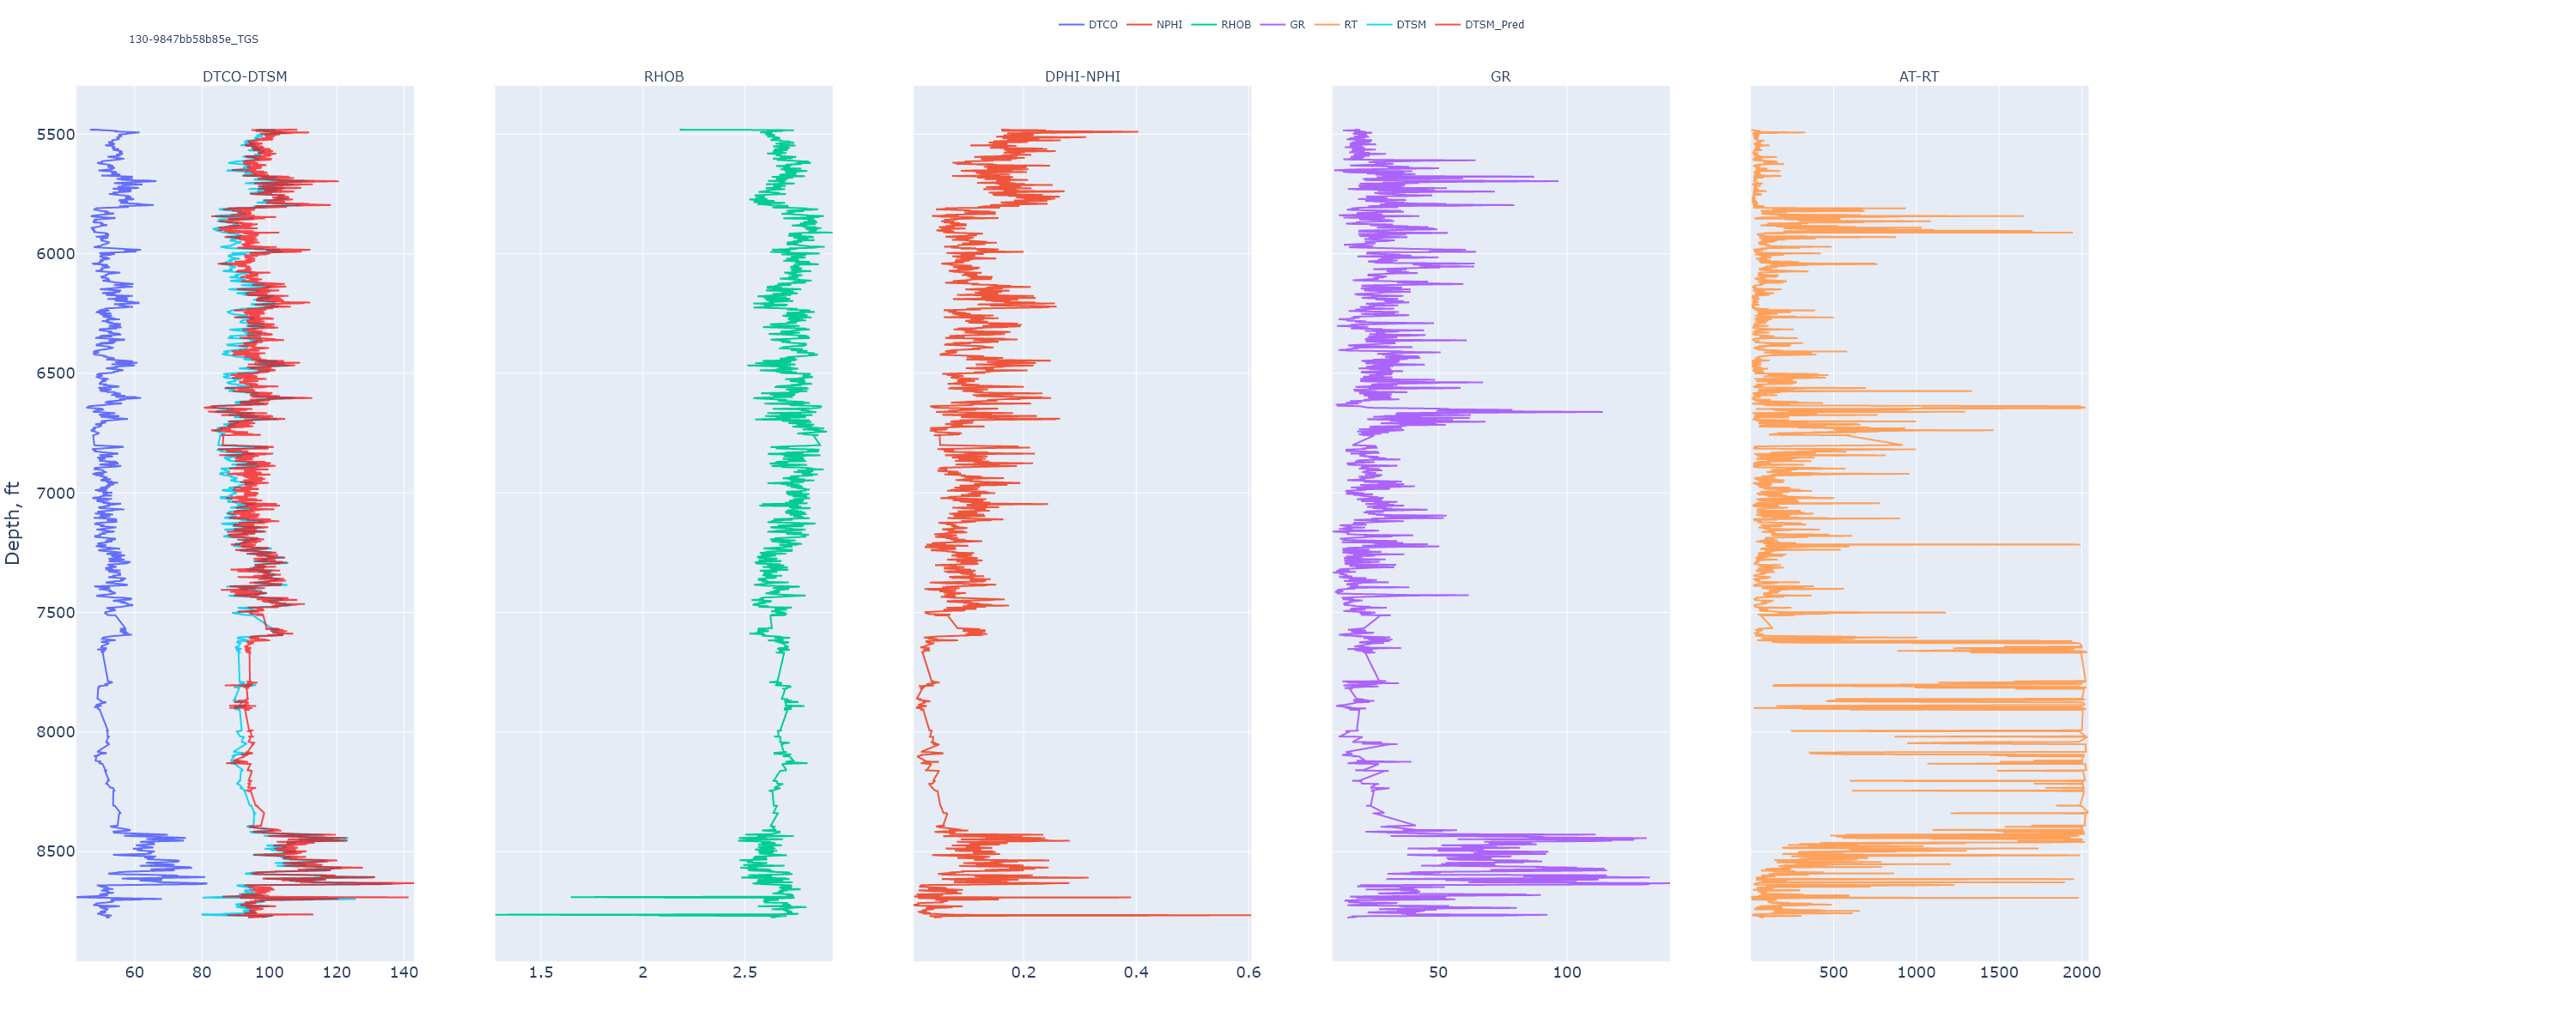 DTCO NPHI RHOB GR RT DTSM DTSM_Pred
130-9847bb58b85e_TGS
DTCO-DTSM RHOB DPHI-NPHI GR AT-RT
5500
6000
6500
7000
7500
8000
8500
Depth, ft
60 80 100 120 140 1.5 2 2.5 0.2 0.4 0.6 50 100 500 1000 1500 2000